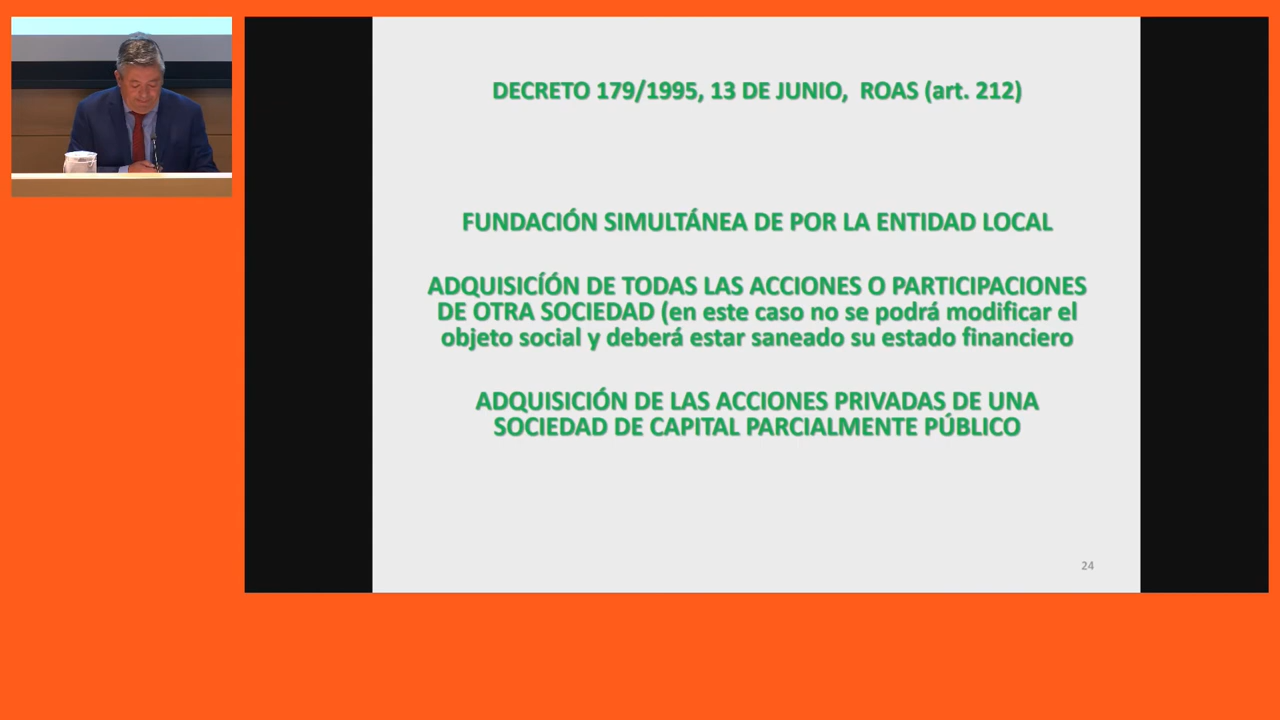 DECRETO 179/1995, 13 DE JUNIO, ROAS (art. 212)
FUNDACIÓN SIMULTÁNEA DE POR LA ENTIDAD LOCAL
ADQUISICÍÓN DE TODAS LAS ACCIONES O PARTICIPACIONES
DE OTRA SOCIEDAD (en este caso no se podrá modificar el
objeto social y deberá estar saneado su estado financiero
ADQUISICIÓN DE LAS ACCIONES PRIVADAS DE UNA
SOCIEDAD DE CAPITAL PARCIALMENTE PÚBLICO
24